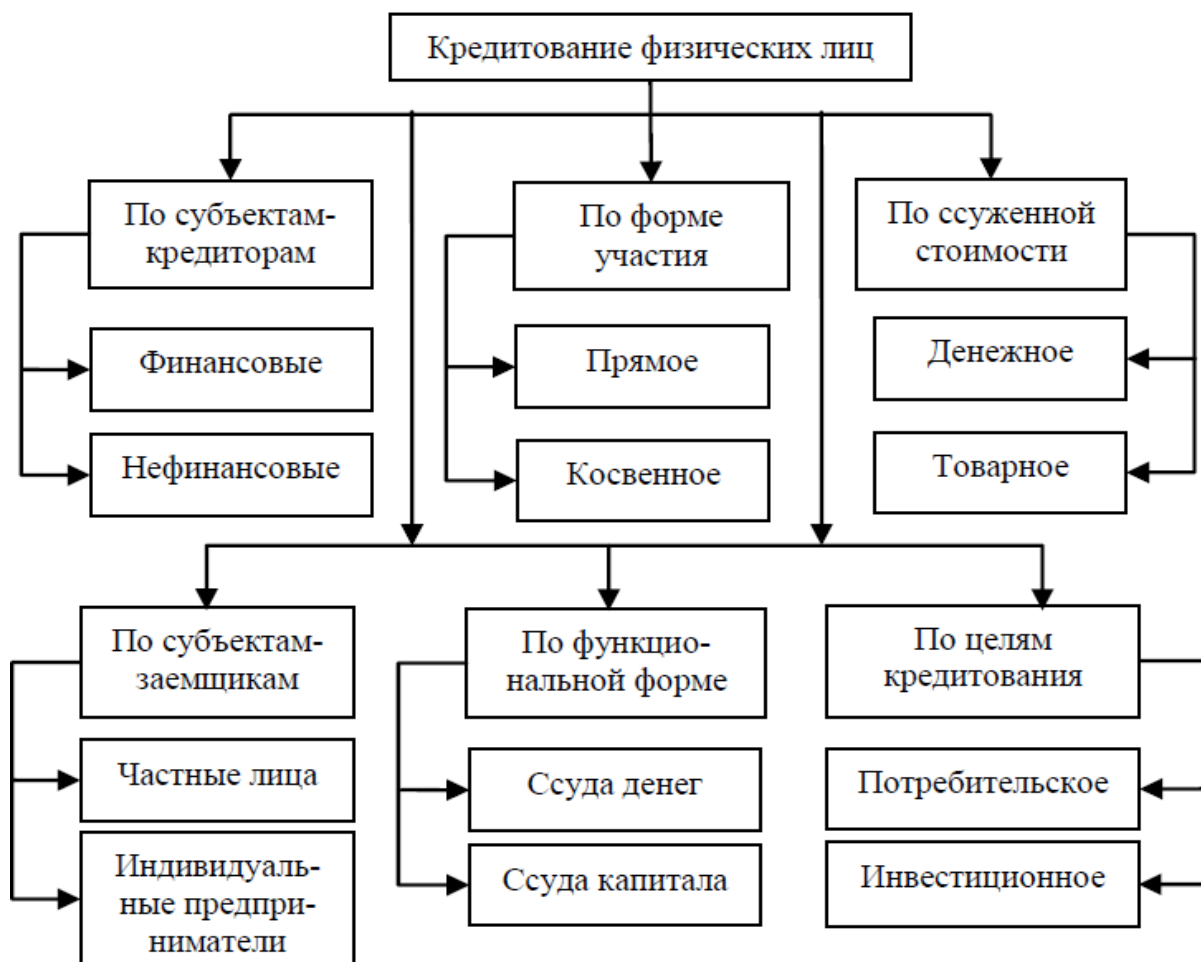 Кредитование физических лиц
По субъектам-
кредиторам
По форме
участия
По ссуженной
стоимости
Финансовые
Прямое
Денежное
Нефинансовые
Косвенное
Товарное
По субъектам-
заемщикам
По функцио-
нальной форме
По целям
кредитования
Частные лица
Ссуда денег
Потребительское
Индивидуаль-
ные предпри-
ниматели
Ссуда капитала
Инвестиционное